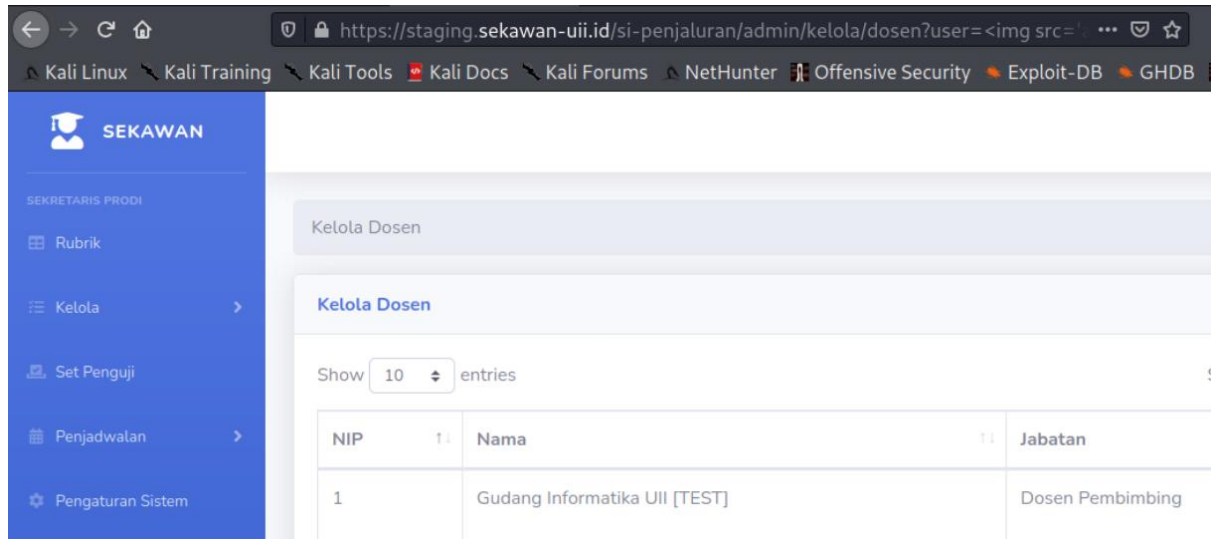 https://staging.sekawan-uii.id/si-penjaluran/admin/kelola/dosen?user=<img src='
Kali Linux Kali Training Kali Tools Kali Docs Kali Forums NetHunter Offensive Security Exploit-DB GHDB
SEKAWAN
SEKRETARIS PRODI
Rubrik
Kelola
Set Penguji
Penjadwalan
Pengaturan Sistem
Kelola Dosen
Kelola Dosen
Show 10 entries
NIP Nama Jabatan
1 Gudang Informatika UII [TEST] Dosen Pembimbing